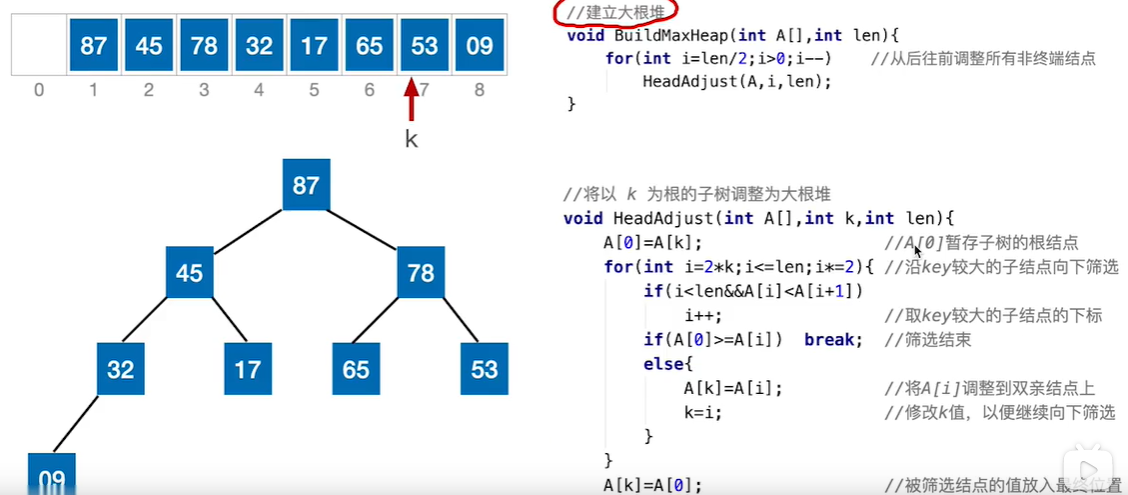 87 45 78 32 17 65 53 09
0 1 2 3 4 5 6 7 8
k
87
45 78
32 17 65 53
09
//建立大根堆
void BuildMaxHeap(int A[],int len){
for(int i=len/2;i>0;i--) //从后往前调整所有非终端结点
HeadAdjust(A,i,len);
}
//将以 k 为根的子树调整为大根堆
void HeadAdjust(int A[],int k,int len){
A[0]=A[k]; //A[0]暂存子树的根结点
for(int i=2*k;i<=len;i*=2){ //沿key较大的子结点向下筛选
if(i<len&&A[i]<A[i+1])
i++; //取key较大的子结点的下标
if(A[0]>=A[i]) break; //筛选结束
else{
A[k]=A[i]; //将A[i]调整到双亲结点上
k=i; //修改k值，以便继续向下筛选
}
}
A[k]=A[0]; //被筛选结点的值放入最终位置